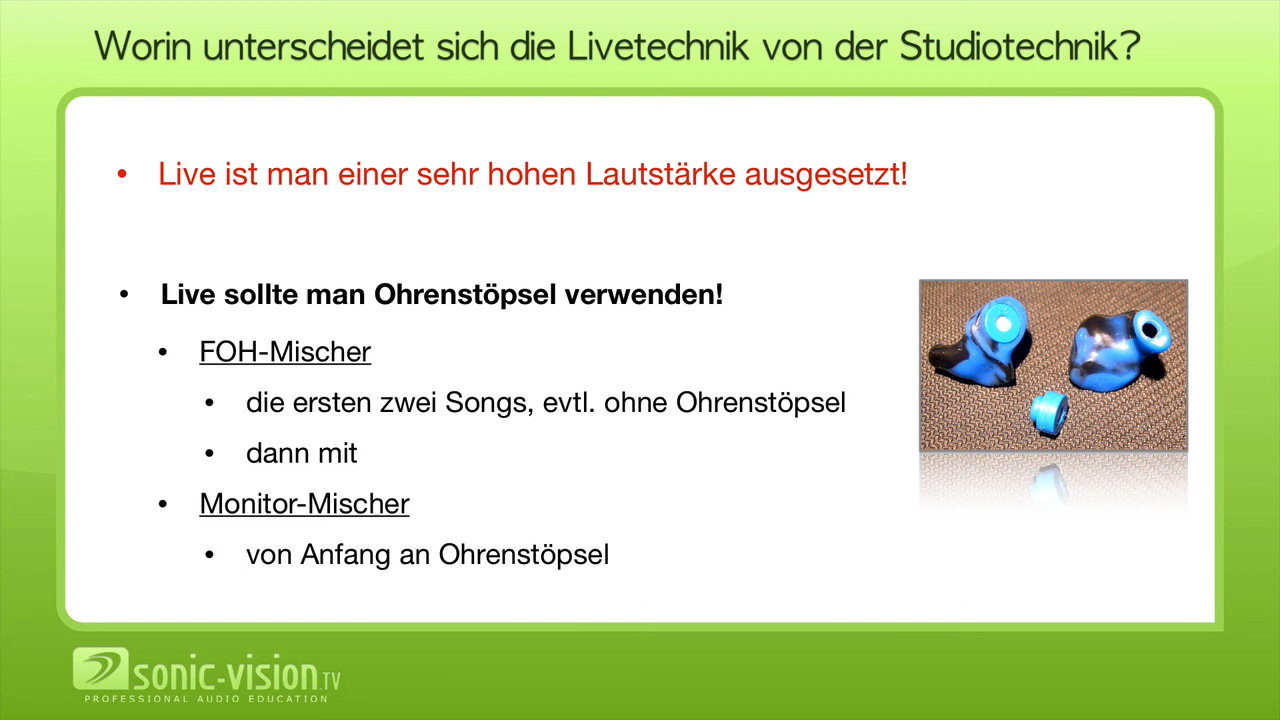 Worin unterscheidet sich die Livetechnik von der Studiotechnik?
• Live ist man einer sehr hohen Lautstärke ausgesetzt!
• Live sollte man Ohrenstöpsel verwenden!
• FOH-Mischer
• die ersten zwei Songs, evtl. ohne Ohrenstöpsel
• dann mit
• Monitor-Mischer
• von Anfang an Ohrenstöpsel
sonic-vision.TV
PROFESSIONAL AUDIO EDUCATION